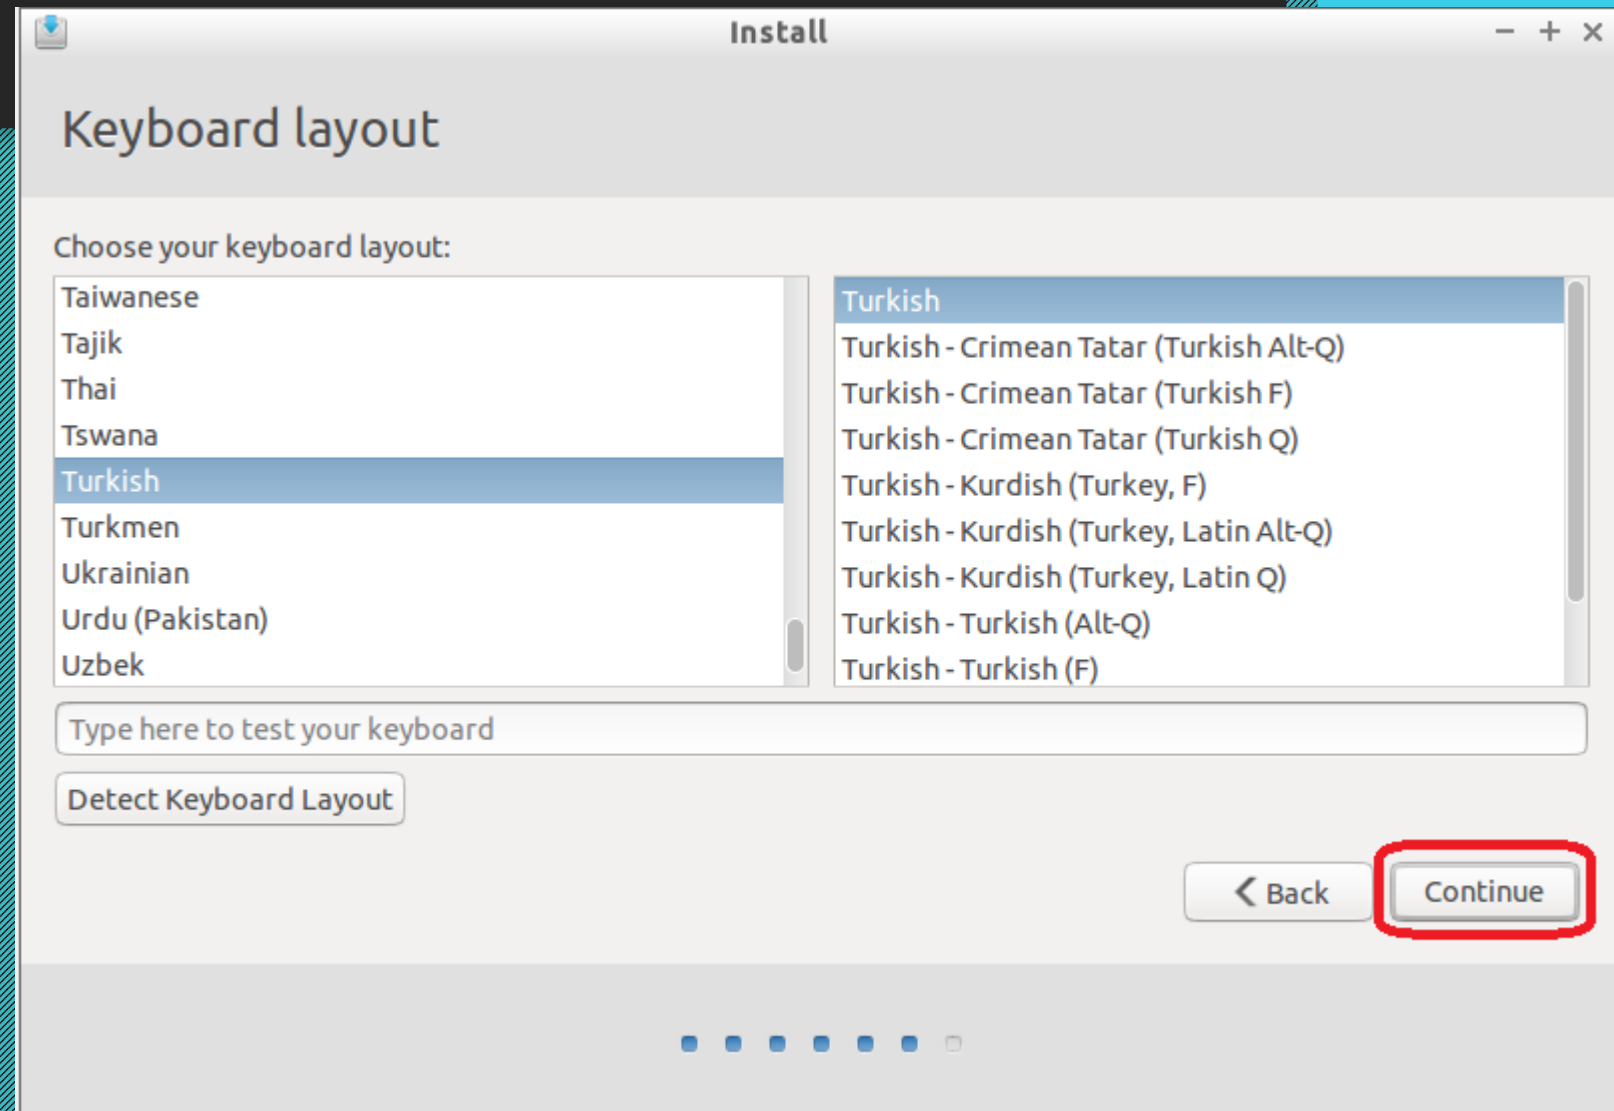 Install
Keyboard layout
Choose your keyboard layout:
Taiwanese
Tajik
Thai
Tswana
Turkish
Turkmen
Ukrainian
Urdu (Pakistan)
Uzbek
Turkish
Turkish - Crimean Tatar (Turkish Alt-Q)
Turkish - Crimean Tatar (Turkish F)
Turkish - Crimean Tatar (Turkish Q)
Turkish - Kurdish (Turkey, F)
Turkish - Kurdish (Turkey, Latin Alt-Q)
Turkish - Kurdish (Turkey, Latin Q)
Turkish - Turkish (Alt-Q)
Turkish - Turkish (F)
Type here to test your keyboard
Detect Keyboard Layout
Back
Continue